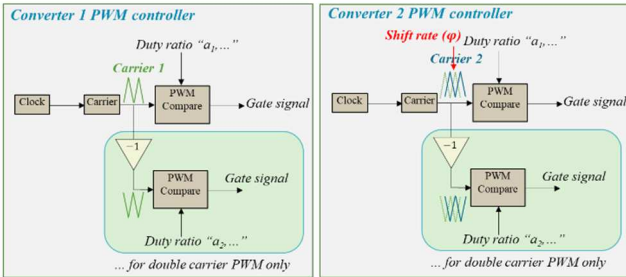 Converter 1 PWM controller
Duty ratio "a1,..."
Carrier 1
Clock
Carrier
PWM
Compare
Gate signal
−1
PWM
Compare
Gate signal
Duty ratio "a2,..."
... for double carrier PWM only
Converter 2 PWM controller
Shift rate (φ)
Duty ratio "a1,..."
Carrier 2
Clock
Carrier
PWM
Compare
Gate signal
−1
PWM
Compare
Gate signal
Duty ratio "a2,..."
... for double carrier PWM only